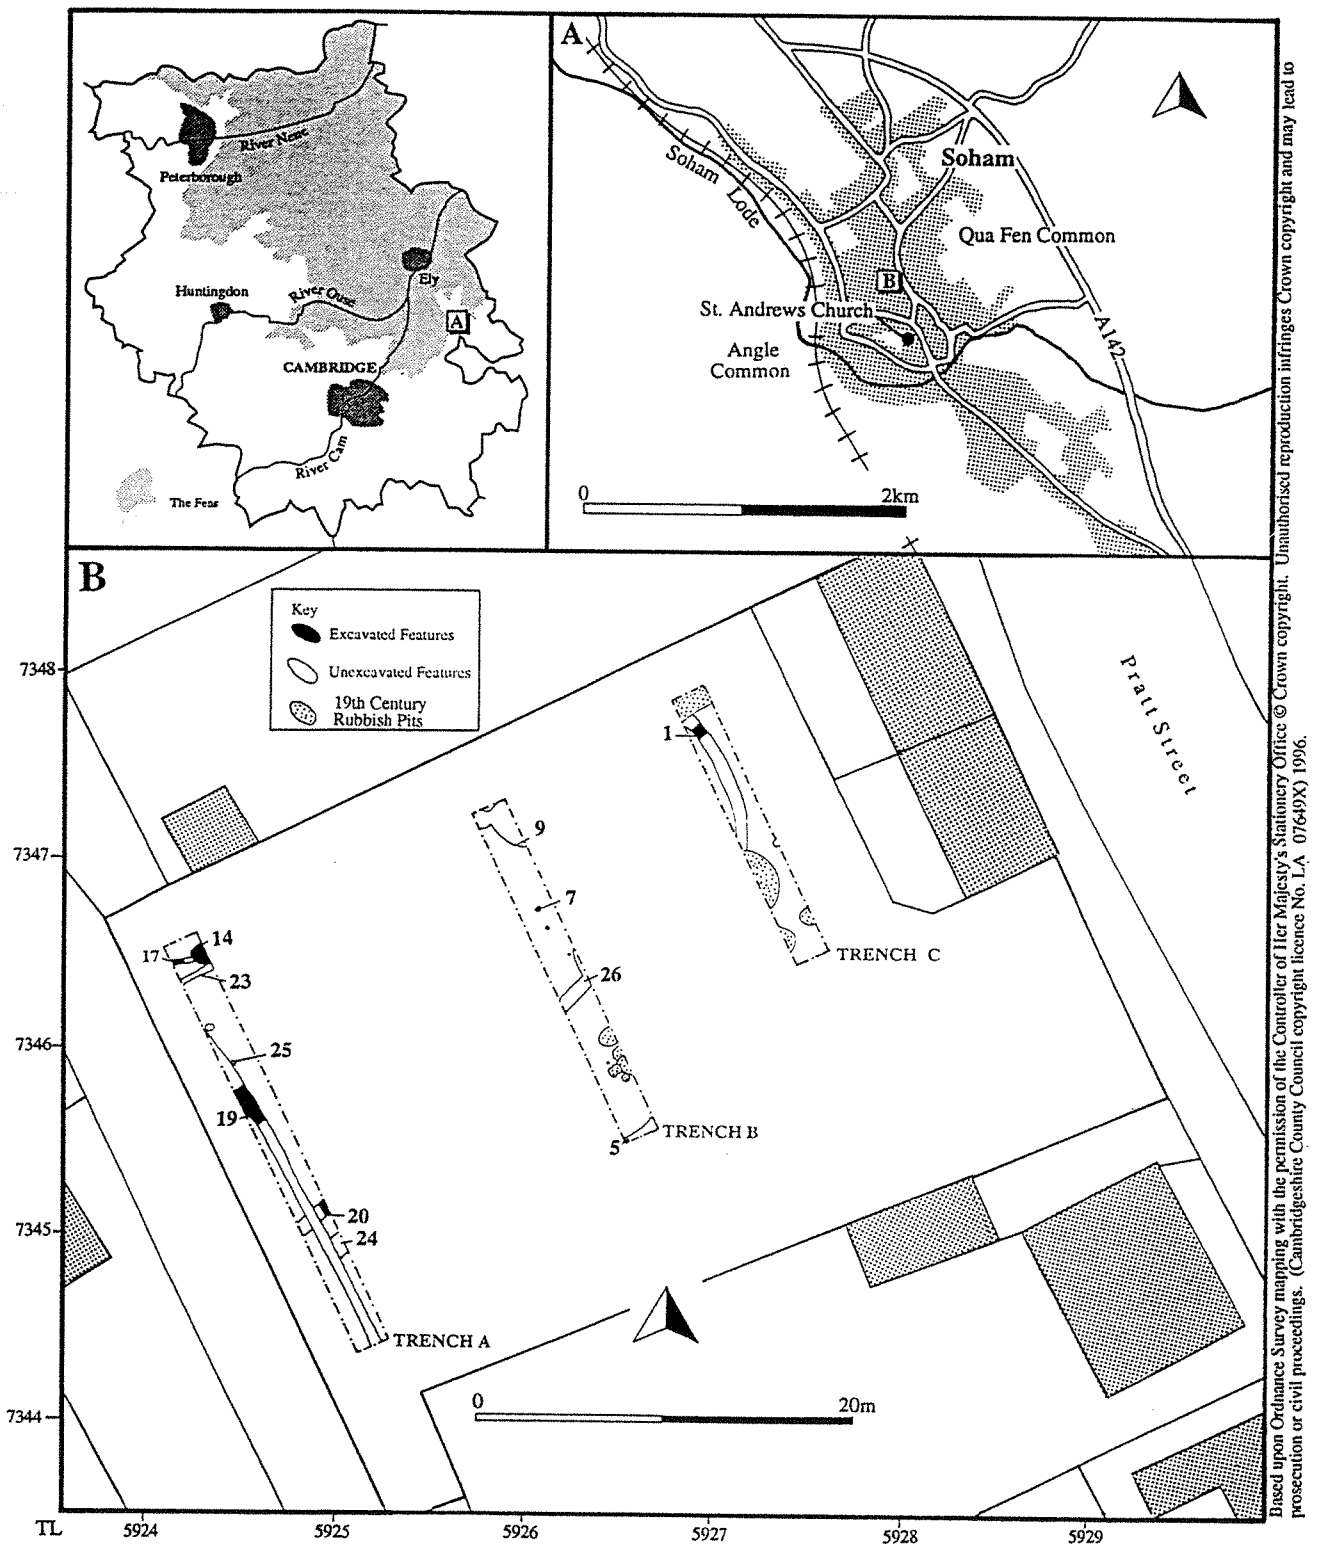 River Nene
Peterborough
Huntingdon
River Ouse
Ely
A
CAMBRIDGE
River Cam
The Fens
A
Soham
Soham Lode
Qua Fen Common
B
St. Andrews Church
Angle
Common
A142
0
2km
B
Key
Excavated Features
Unexcavated Features
19th Century
Rubbish Pits
Pratt Street
7348
7347
7346
7345
7344
1
9
7
26
5
14
17
23
25
19
20
24
TRENCH C
TRENCH B
TRENCH A
0
20m
TL
5924
5925
5926
5927
5928
5929
Based upon Ordnance Survey mapping with the permission of the Controller of Her Majesty's Stationery Office © Crown copyright. Unauthorised reproduction infringes Crown copyright and may lead to
prosecution or civil proceedings. (Cambridgeshire County Council copyright licence No. LA 07649X) 1996.